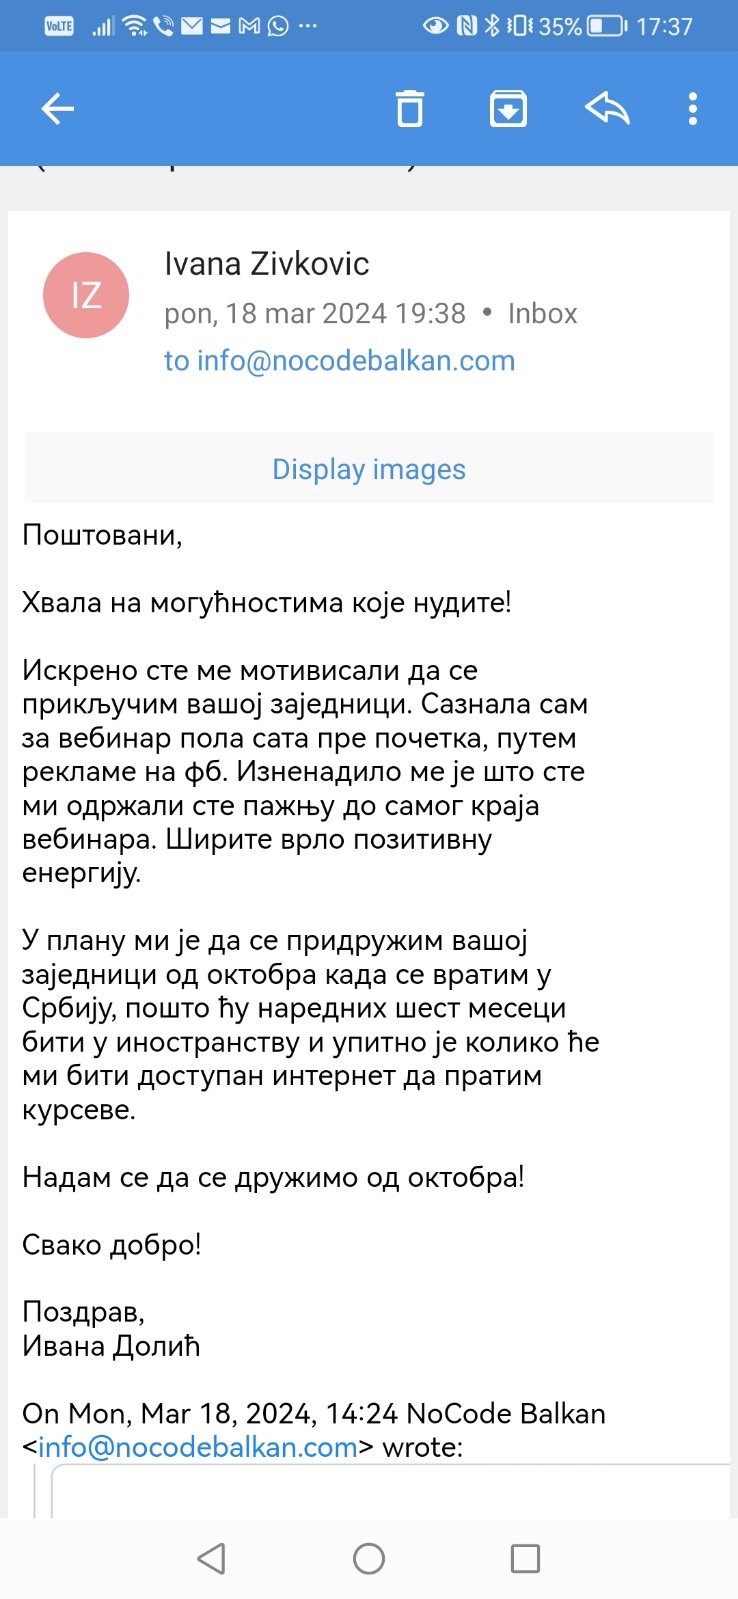 VoLTE 35% 17:37
IZ
Ivana Zivkovic
pon, 18 mar 2024 19:38 • Inbox
to info@nocodebalkan.com
Display images
Поштовани,
Хвала на могућностима које нудите!
Искрено сте ме мотивисали да се
прикључим вашој заједници. Сазнала сам
за вебинар пола сата пре почетка, путем
рекламе на фб. Изненадило ме је што сте
ми одржали сте пажњу до самог краја
вебинара. Ширите врло позитивну
енергију.
У плану ми је да се придружим вашој
заједници од октобра када се вратим у
Србију, пошто ћу наредних шест месеци
бити у иностранству и упитно је колико ће
ми бити доступан интернет да пратим
курсеве.
Надам се да се дружимо од октобра!
Свако добро!
Поздрав,
Ивана Долић
On Mon, Mar 18, 2024, 14:24 NoCode Balkan
<info@nocodebalkan.com> wrote: